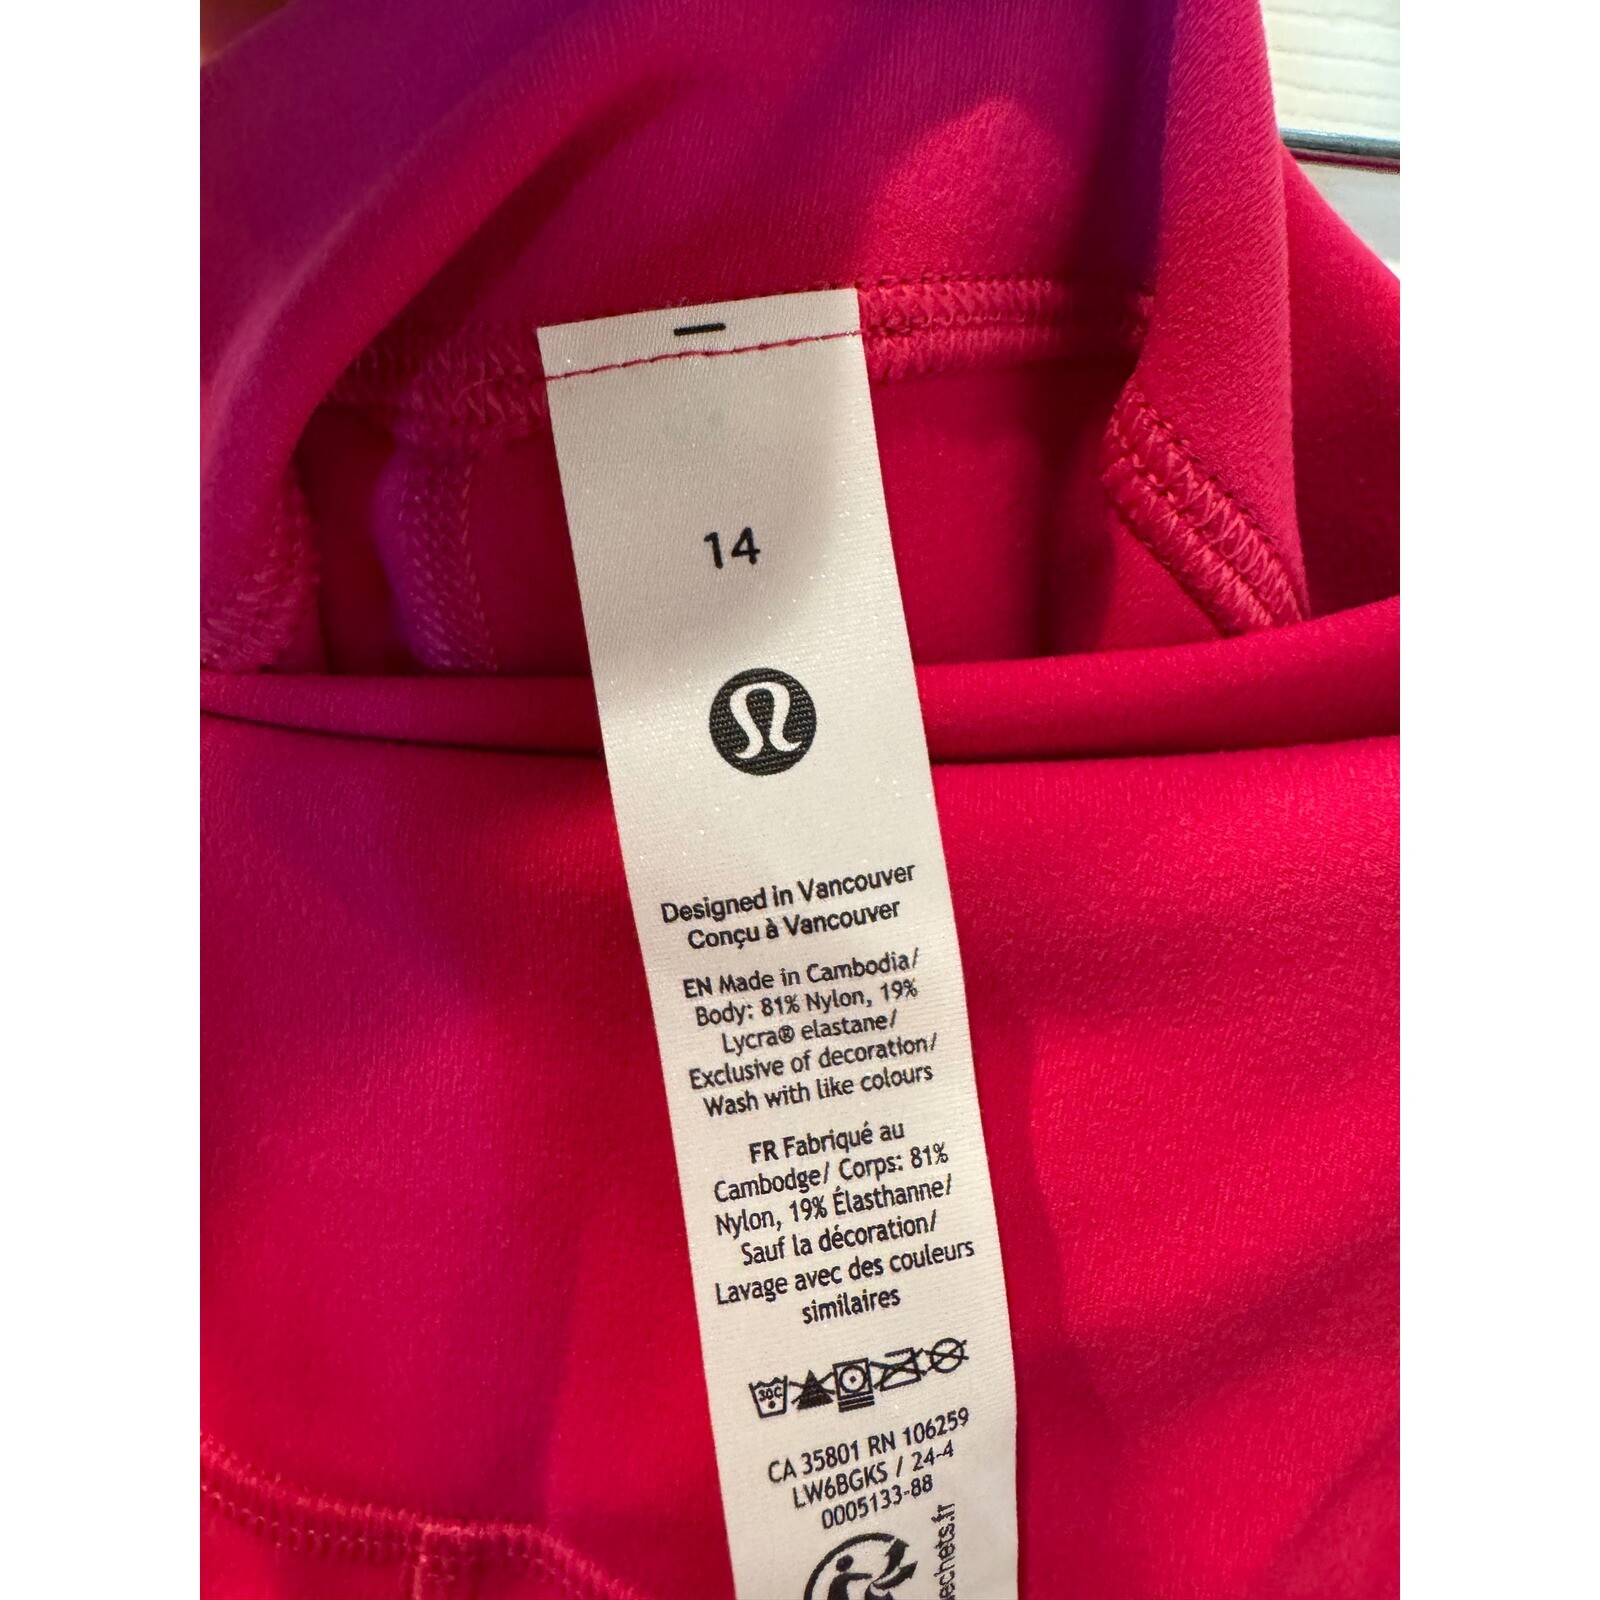 14
Designed in Vancouver
Conçu à Vancouver
EN Made in Cambodia/
Body: 81% Nylon, 19%
Lycra® elastane/
Exclusive of decoration/
Wash with like colours
FR Fabriqué au
Cambodge/ Corps: 81%
Nylon, 19% Élasthanne/
Sauf la décoration/
Lavage avec des couleurs
similaires
30C
CA 35801 RN 106259
LW6BGKS / 24-4
0005133-88